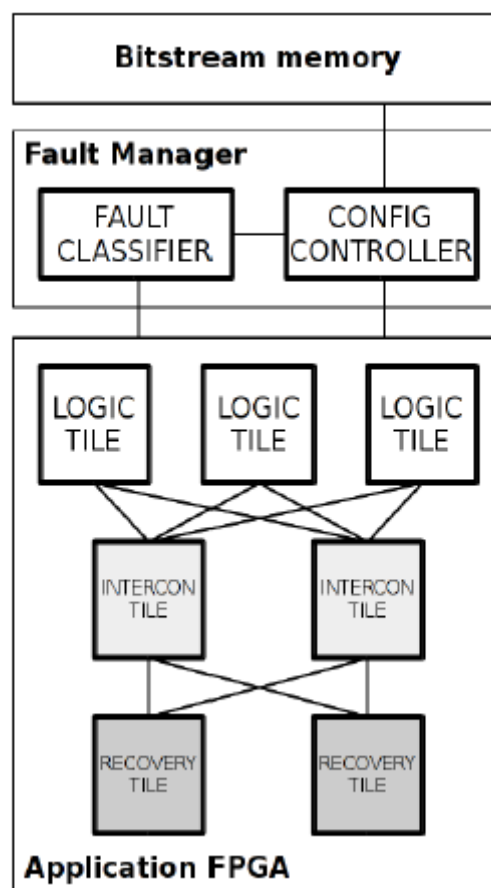 Bitstream memory
Fault Manager
FAULT
CLASSIFIER
CONFIG
CONTROLLER
LOGIC
TILE
LOGIC
TILE
LOGIC
TILE
INTERCON
TILE
INTERCON
TILE
RECOVERY
TILE
RECOVERY
TILE
Application FPGA